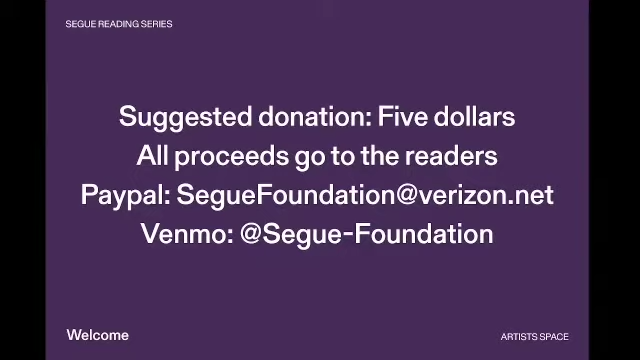 SEGUE READING SERIES
Suggested donation: Five dollars
All proceeds go to the readers
Paypal: SegueFoundation@verizon.net
Venmo: @Segue-Foundation
Welcome
ARTISTS SPACE